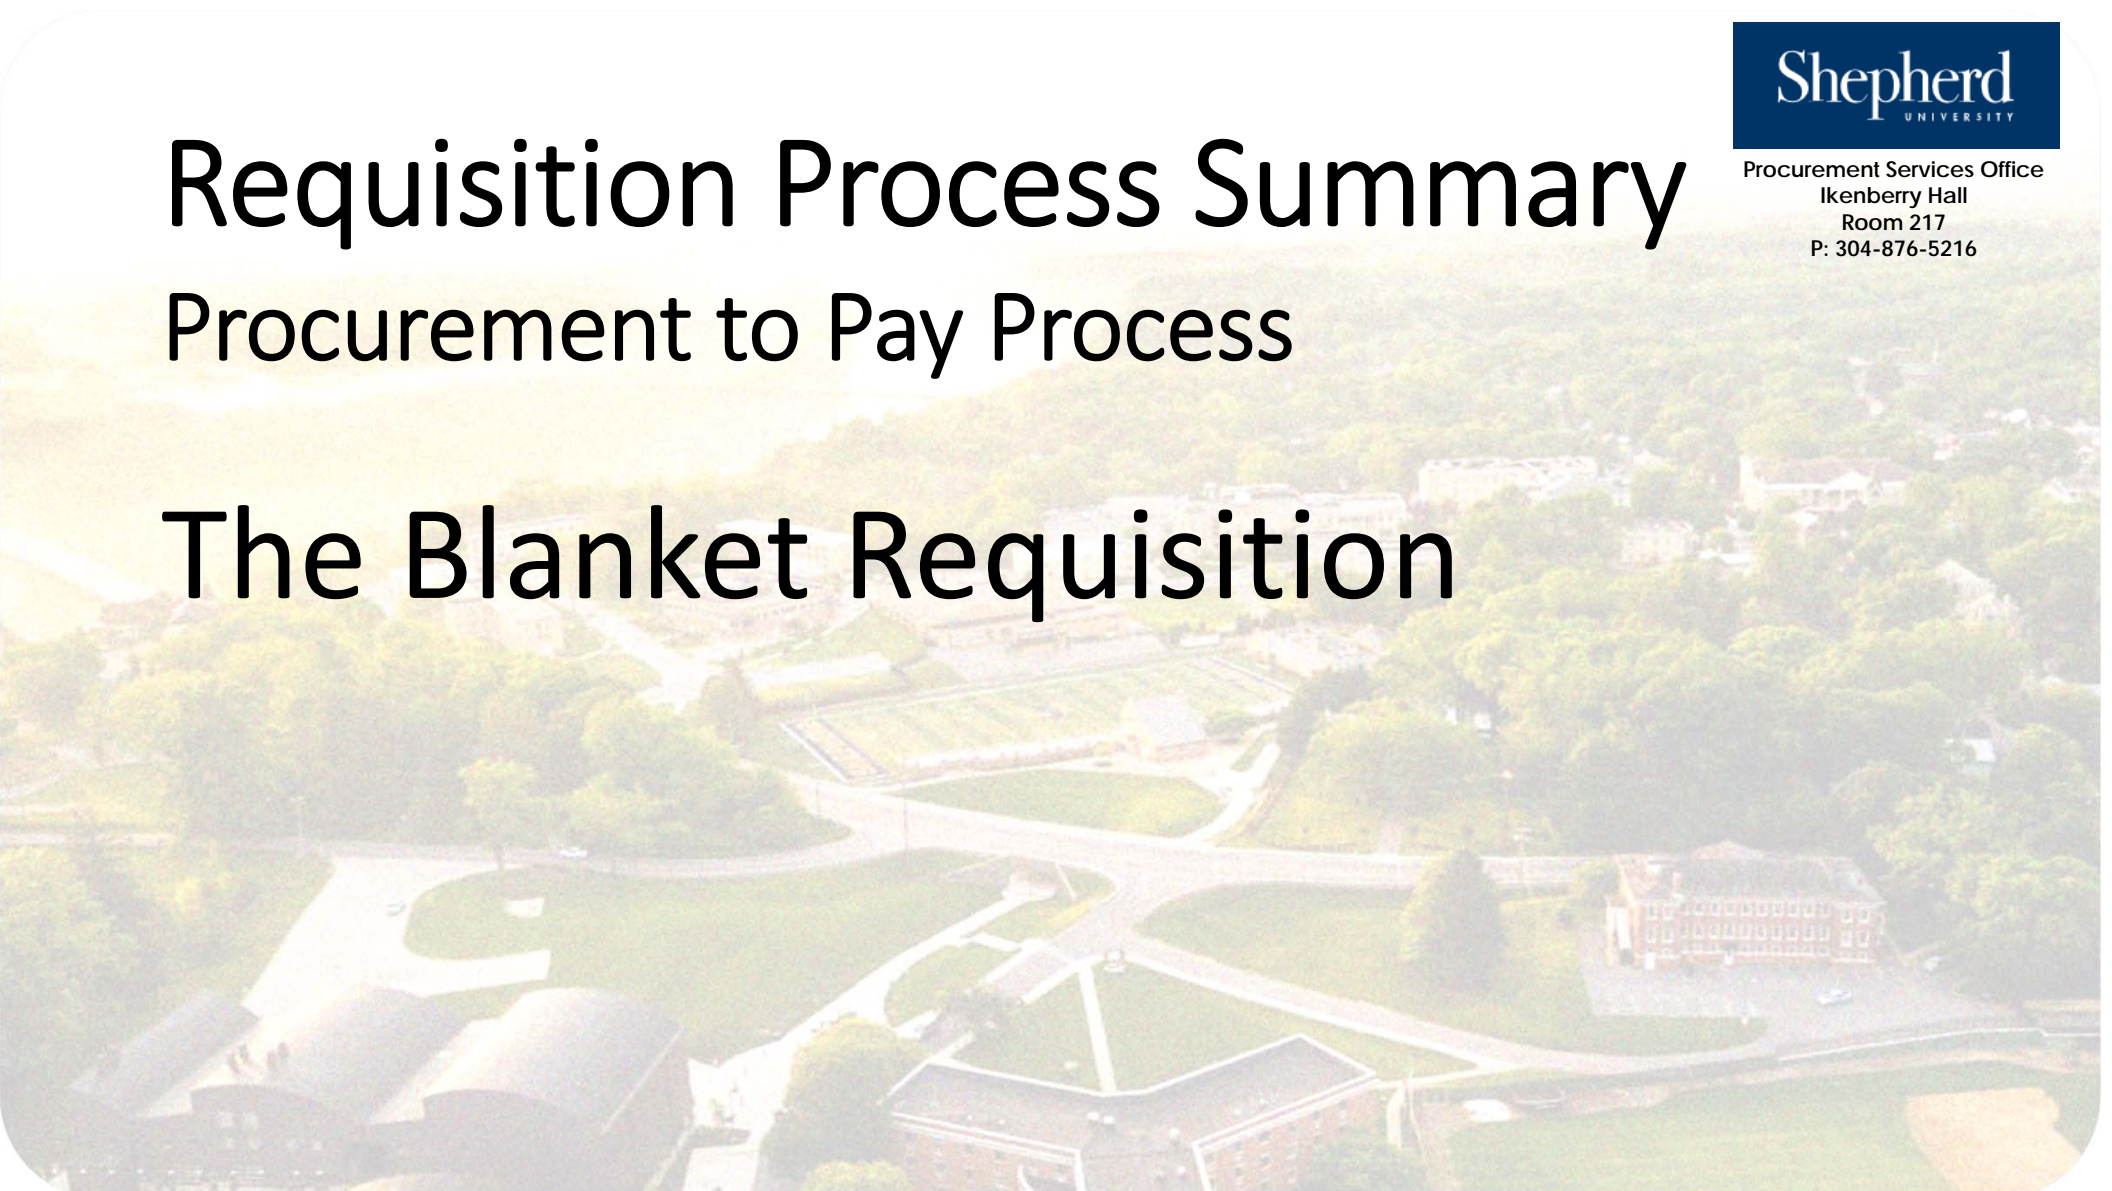 Shepherd
UNIVERSITY
Requisition Process Summary
Procurement Services Office
Ikenberry Hall
Room 217
P: 304-876-5216
Procurement to Pay Process
The Blanket Requisition